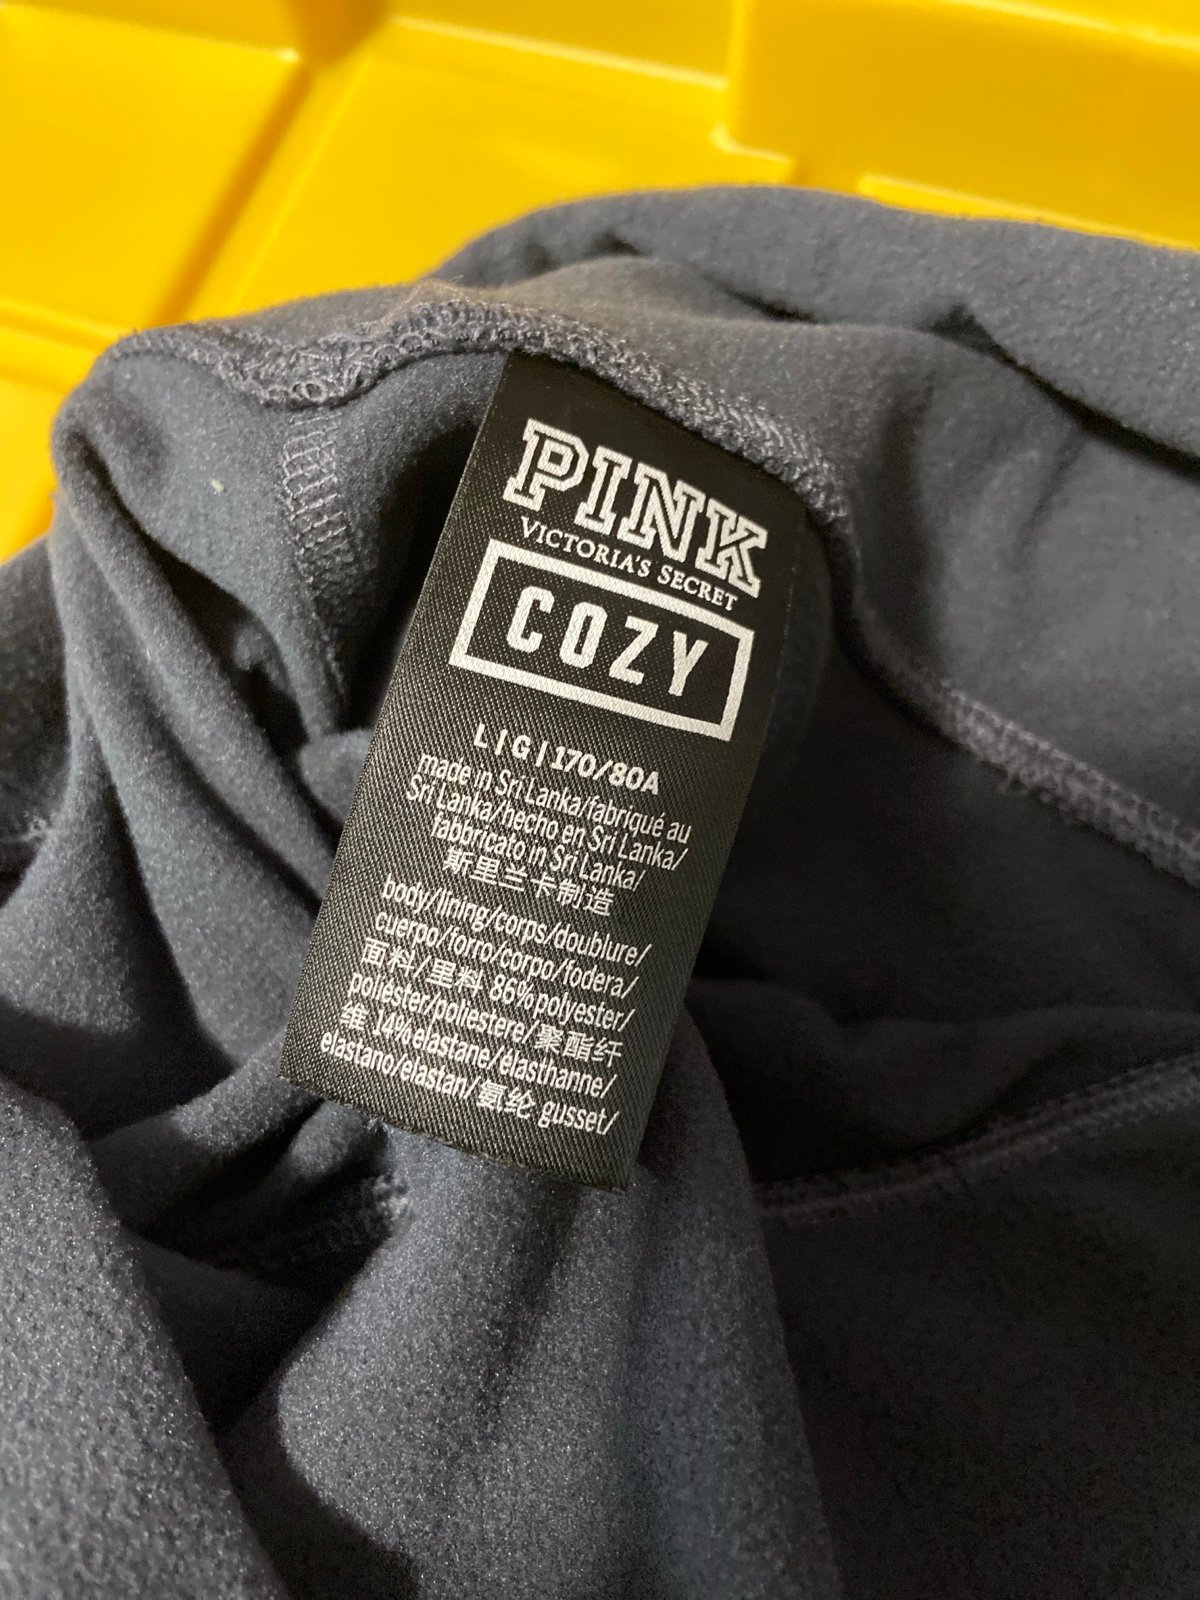 PINK
VICTORIA'S SECRET
COZY
L|G|170/80A
made in Sri Lanka/fabriqué au
Sri Lanka/hecho en Sri Lanka/
fabbricato in Sri Lanka/
斯里兰卡制造
body/lining/corps/doublure/
cuerpo/forro/corpo/fodera/
面料/里料 86%polyester/
poliéster/poliestere/聚酯纤
维 14%elastane/élasthanne/
elastano/elastan/氨纶 gusset/